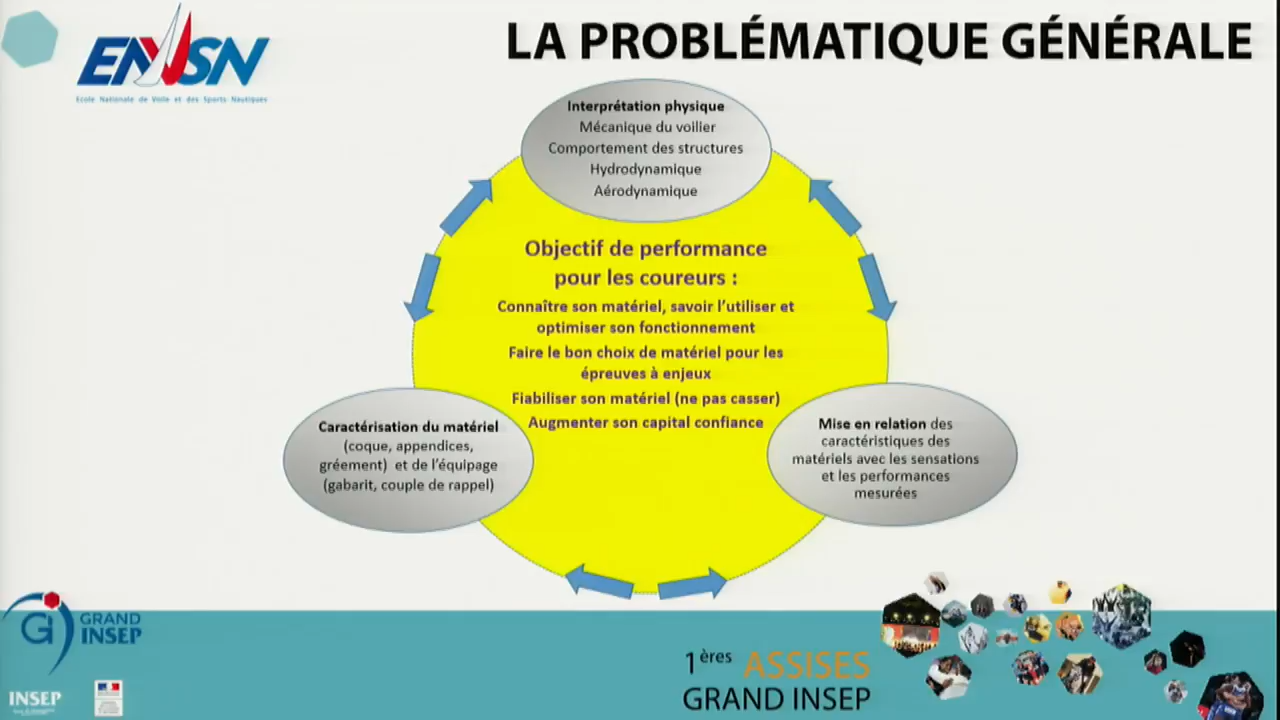 LA PROBLÉMATIQUE GÉNÉRALE
ENVSN
Ecole Nationale de Voile et des Sports Nautiques
Interprétation physique
Mécanique du voilier
Comportement des structures
Hydrodynamique
Aérodynamique
Objectif de performance
pour les coureurs :
Connaître son matériel, savoir l'utiliser et
optimiser son fonctionnement
Faire le bon choix de matériel pour les
épreuves à enjeux
Fiabiliser son matériel (ne pas casser)
Augmenter son capital confiance
Caractérisation du matériel
(coque, appendices,
gréement) et de l'équipage
(gabarit, couple de rappel)
Mise en relation des
caractéristiques des
matériels avec les sensations
et les performances
mesurées
GRAND
INSEP
INSEP
1ères ASSISES
GRAND INSEP